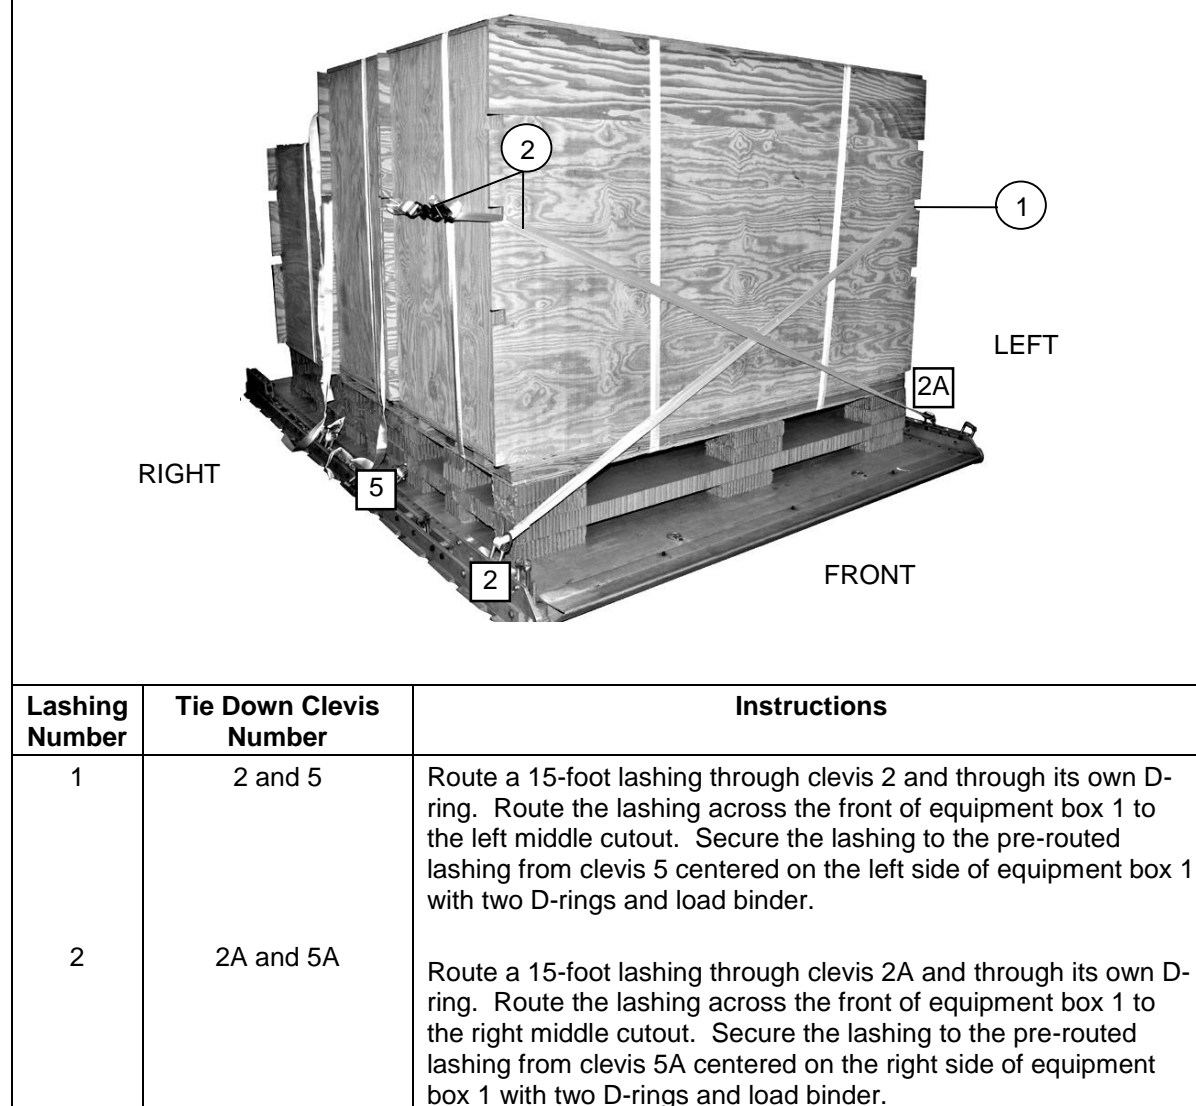 2
1
LEFT
2A
RIGHT
5
2
FRONT
Lashing Number
Tie Down Clevis Number
Instructions
1
2 and 5
Route a 15-foot lashing through clevis 2 and through its own D-
ring. Route the lashing across the front of equipment box 1 to
the left middle cutout. Secure the lashing to the pre-routed
lashing from clevis 5 centered on the left side of equipment box 1
with two D-rings and load binder.
2
2A and 5A
Route a 15-foot lashing through clevis 2A and through its own D-
ring. Route the lashing across the front of equipment box 1 to
the right middle cutout. Secure the lashing to the pre-routed
lashing from clevis 5A centered on the right side of equipment
box 1 with two D-rings and load binder.